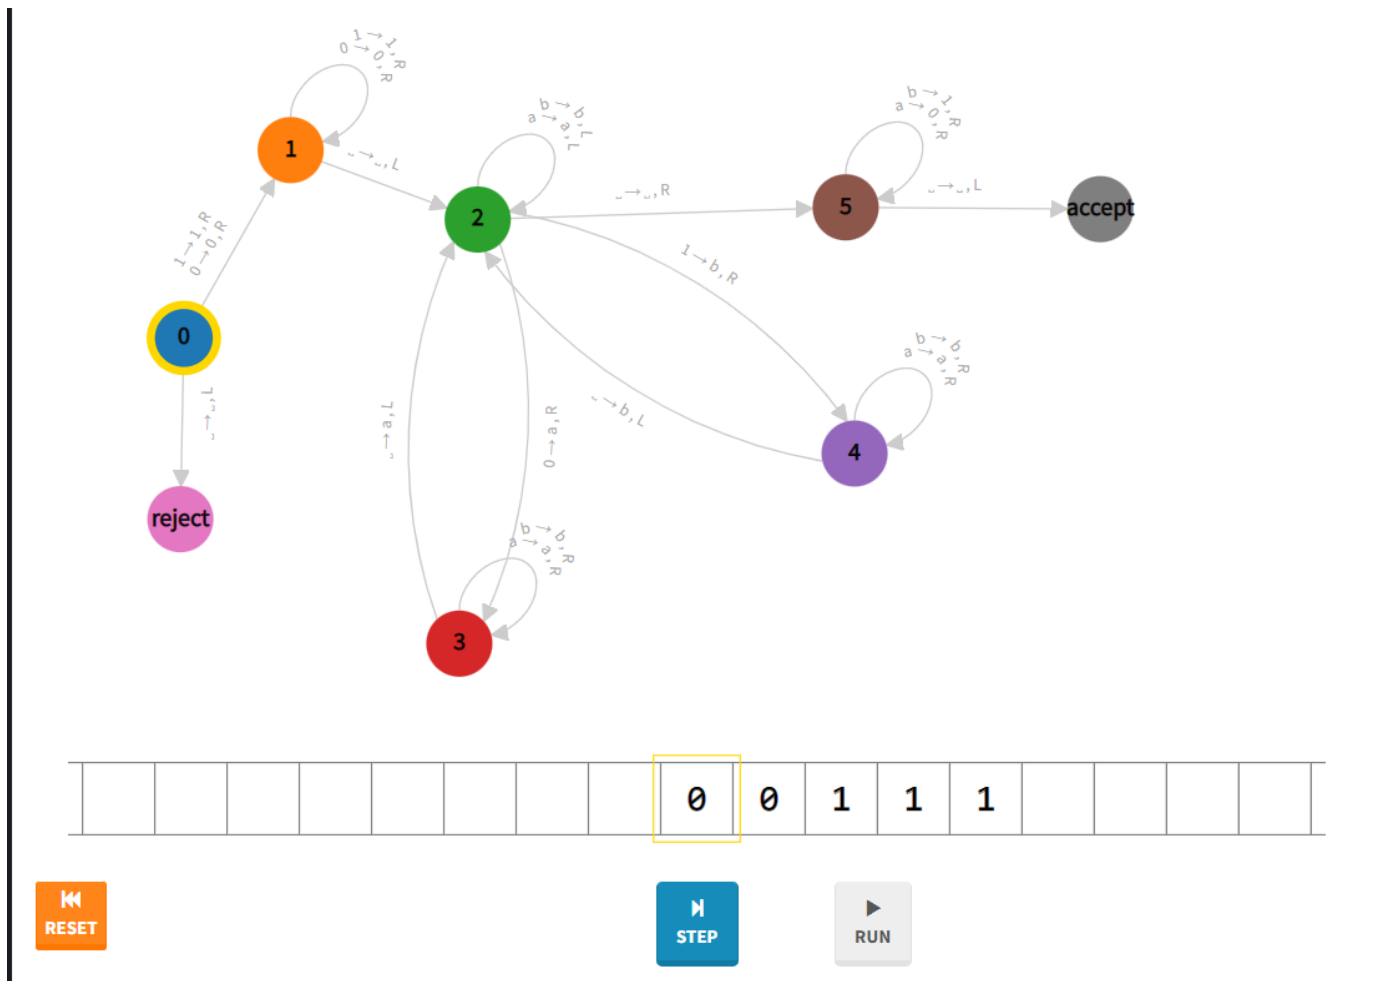 1→1,R
0→0,R
b→b,L
a→a,L
b→1,R
a→0,R
1
␣→␣,L
2
␣→␣,R
5
␣→␣,L
accept
1→1,R
0→0,R
1→b,R
0
b→b,R
a→a,R
␣→␣,L
␣→a,L
0→a,R
␣→b,L
4
reject
b→b,R
a→a,R
3
0 0 1 1 1
RESET
STEP
RUN